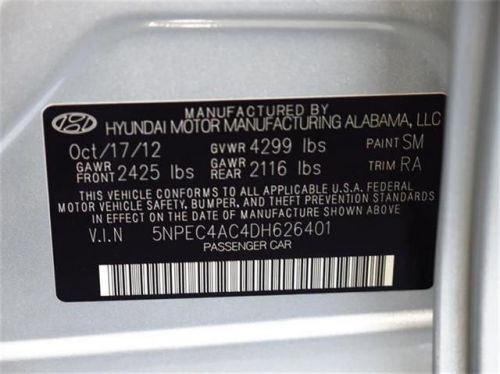 MANUFACTURED BY
HYUNDAI MOTOR MANUFACTURING ALABAMA, LLC
Oct/17/12 GVWR 4299 lbs PAINT SM
GAWR FRONT 2425 lbs GAWR REAR 2116 lbs TRIM RA
THIS VEHICLE CONFORMS TO ALL APPLICABLE U.S.A. FEDERAL
MOTOR VEHICLE SAFETY, BUMPER, AND THEFT PREVENTION STANDARDS
IN EFFECT ON THE DATE OF MANUFACTURE SHOWN ABOVE.
V.I.N 5NPEC4AC4DH626401
PASSENGER CAR